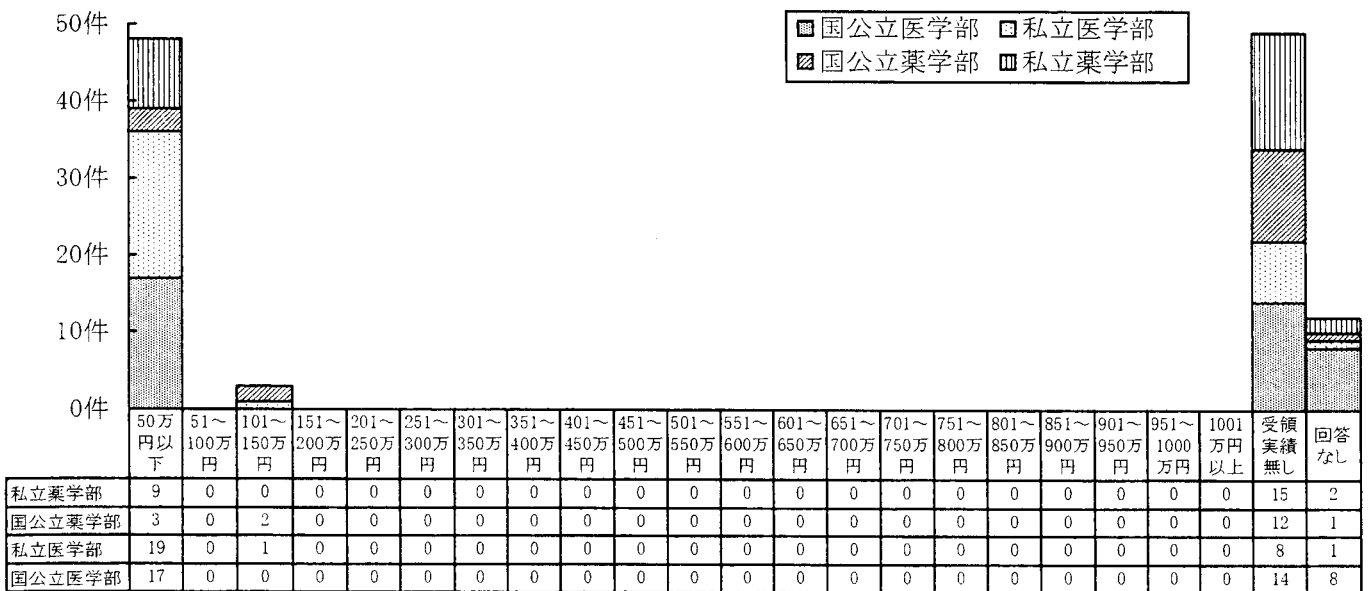 50件
40件
30件
20件
10件
0件
国公立医学部 私立医学部
国公立薬学部 私立薬学部
50万円以下 51～100万円 101～150万円 151～200万円 201～250万円 251～300万円 301～350万円 351～400万円 401～450万円 451～500万円 501～550万円 551～600万円 601～650万円 651～700万円 701～750万円 751～800万円 801～850万円 851～900万円 901～950万円 951～1000万円 1001万円以上 受領実績無し 回答なし
私立薬学部 9 0 0 0 0 0 0 0 0 0 0 0 0 0 0 0 0 0 0 0 0 15 2
国公立薬学部 3 0 2 0 0 0 0 0 0 0 0 0 0 0 0 0 0 0 0 0 0 12 1
私立医学部 19 0 1 0 0 0 0 0 0 0 0 0 0 0 0 0 0 0 0 0 0 8 1
国公立医学部 17 0 0 0 0 0 0 0 0 0 0 0 0 0 0 0 0 0 0 0 0 14 8